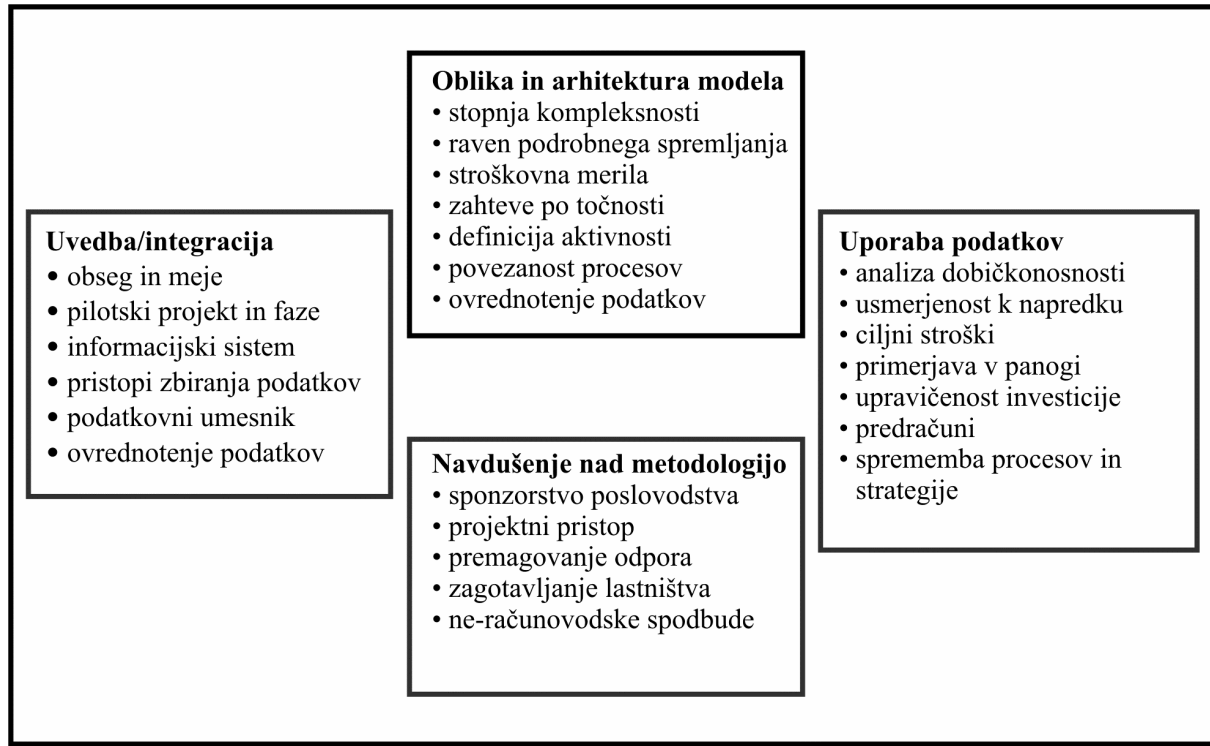 Oblika in arhitektura modela
• stopnja kompleksnosti
• raven podrobnega spremljanja
• stroškovna merila
• zahteve po točnosti
• definicija aktivnosti
• povezanost procesov
• ovrednotenje podatkov
Uvedba/integracija
• obseg in meje
• pilotski projekt in faze
• informacijski sistem
• pristopi zbiranja podatkov
• podatkovni umesnik
• ovrednotenje podatkov
Uporaba podatkov
• analiza dobičkonosnosti
• usmerjenost k napredku
• ciljni stroški
• primerjava v panogi
• upravičenost investicije
• predračuni
• sprememba procesov in
strategije
Navdušenje nad metodologijo
• sponzorstvo poslovodstva
• projektni pristop
• premagovanje odpora
• zagotavljanje lastništva
• ne-računovodske spodbude